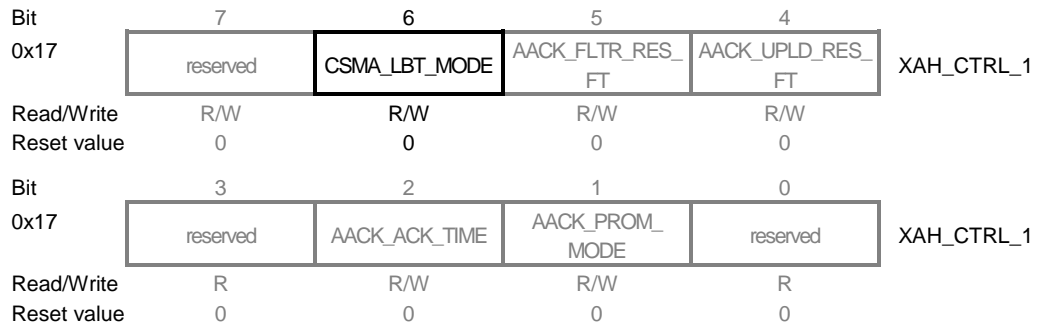 Bit 7 6 5 4
0x17 reserved CSMA_LBT_MODE AACK_FLTR_RES_ AACK_UPLD_RES_ XAH_CTRL_1
FT FT
Read/Write R/W R/W R/W R/W
Reset value 0 0 0 0
Bit 3 2 1 0
0x17 reserved AACK_ACK_TIME AACK_PROM_ reserved XAH_CTRL_1
MODE
Read/Write R R/W R/W R
Reset value 0 0 0 0